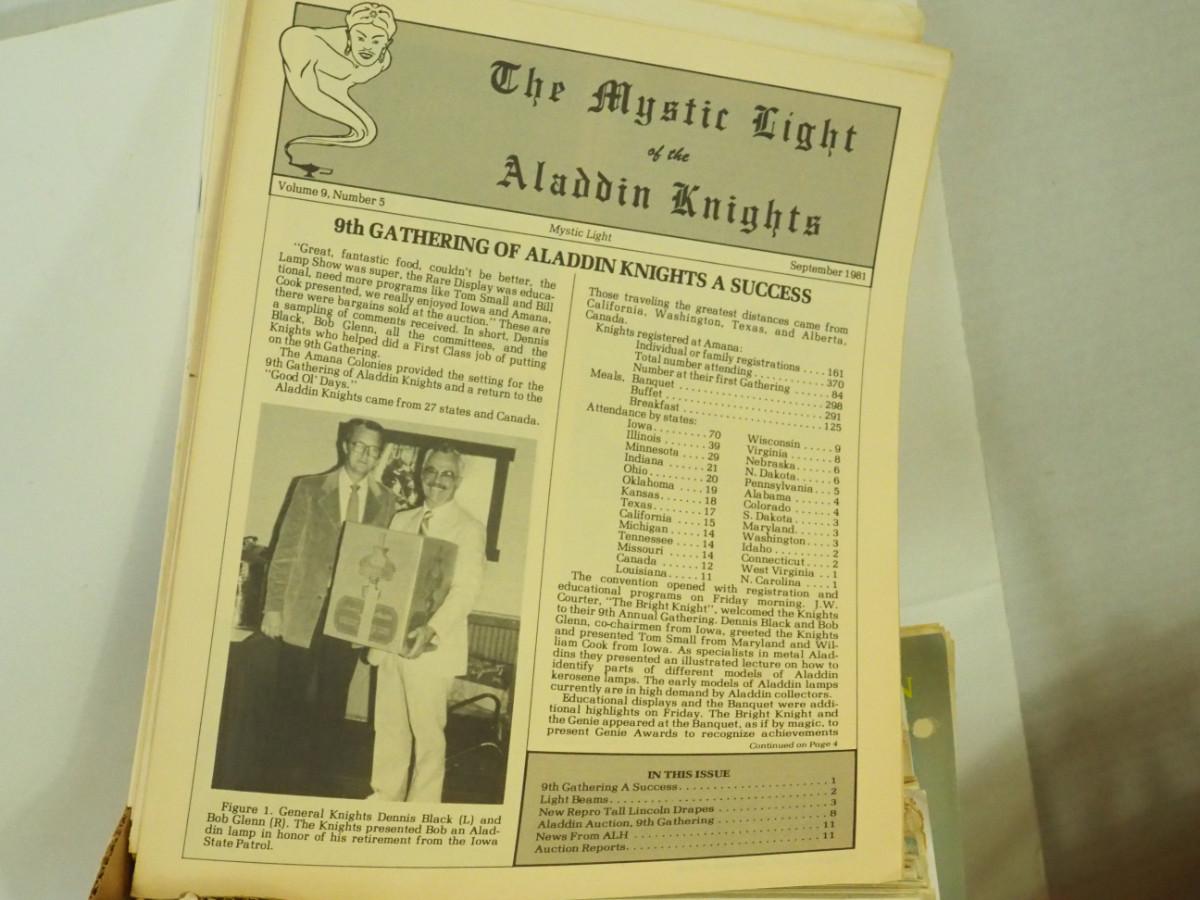 The Mystic Light
of the
Aladdin Knights
Volume 9, Number 5
Mystic Light
September 1981
9th GATHERING OF ALADDIN KNIGHTS A SUCCESS
"Great, fantastic food, couldn't be better, the
Lamp Show was super, the Rare Display was educa-
tional, need more programs like Tom Small and Bill
Cook presented, we really enjoyed Iowa and Amana,
there were bargains sold at the auction." These are
a sampling of comments received. In short, Dennis
Black, Bob Glenn, all the committees, and the
Knights who helped did a First Class job of putting
on the 9th Gathering.
The Amana Colonies provided the setting for the
9th Gathering of Aladdin Knights and a return to the
"Good Ol' Days."
Aladdin Knights came from 27 states and Canada.
Figure 1. General Knights Dennis Black (L) and
Bob Glenn (R). The Knights presented Bob an Alad-
din lamp in honor of his retirement from the Iowa
State Patrol.
Those traveling the greatest distances came from
California, Washington, Texas, and Alberta,
Canada.
Knights registered at Amana:
Individual or family registrations .... 161
Total number attending ............ 370
Number at their first Gathering ...... 84
Meals, Banquet .................... 298
Buffet ........................ 291
Breakfast ..................... 125
Attendance by states:
Iowa ......... 70
Illinois ....... 39
Minnesota .... 29
Indiana ...... 21
Ohio ......... 20
Oklahoma .... 19
Kansas ....... 18
Texas ........ 17
California .... 15
Michigan ..... 14
Tennessee .... 14
Missouri ..... 14
Canada ...... 12
Louisiana ..... 11
Wisconsin ..... 9
Virginia ...... 8
Nebraska ..... 6
N. Dakota ..... 6
Pennsylvania ... 5
Alabama ...... 4
Colorado ...... 4
S. Dakota ...... 3
Maryland ...... 3
Washington .... 3
Idaho ......... 2
Connecticut .... 2
West Virginia .. 1
N. Carolina .... 1
The convention opened with registration and
educational programs on Friday morning. J.W.
Courter, "The Bright Knight", welcomed the Knights
to their 9th Annual Gathering. Dennis Black and Bob
Glenn, co-chairmen from Iowa, greeted the Knights
and presented Tom Small from Maryland and Wil-
liam Cook from Iowa. As specialists in metal Alad-
dins they presented an illustrated lecture on how to
identify parts of different models of Aladdin
kerosene lamps. The early models of Aladdin lamps
currently are in high demand by Aladdin collectors.
Educational displays and the Banquet were addi-
tional highlights on Friday. The Bright Knight and
the Genie appeared at the Banquet, as if by magic, to
present Genie Awards to recognize achievements
Continued on Page 4
IN THIS ISSUE
9th Gathering A Success .................... 1
Light Beams .................... 2
New Repro Tall Lincoln Drapes .................... 3
Aladdin Auction, 9th Gathering .................... 8
News From ALH .................... 11
Auction Reports .................... 11